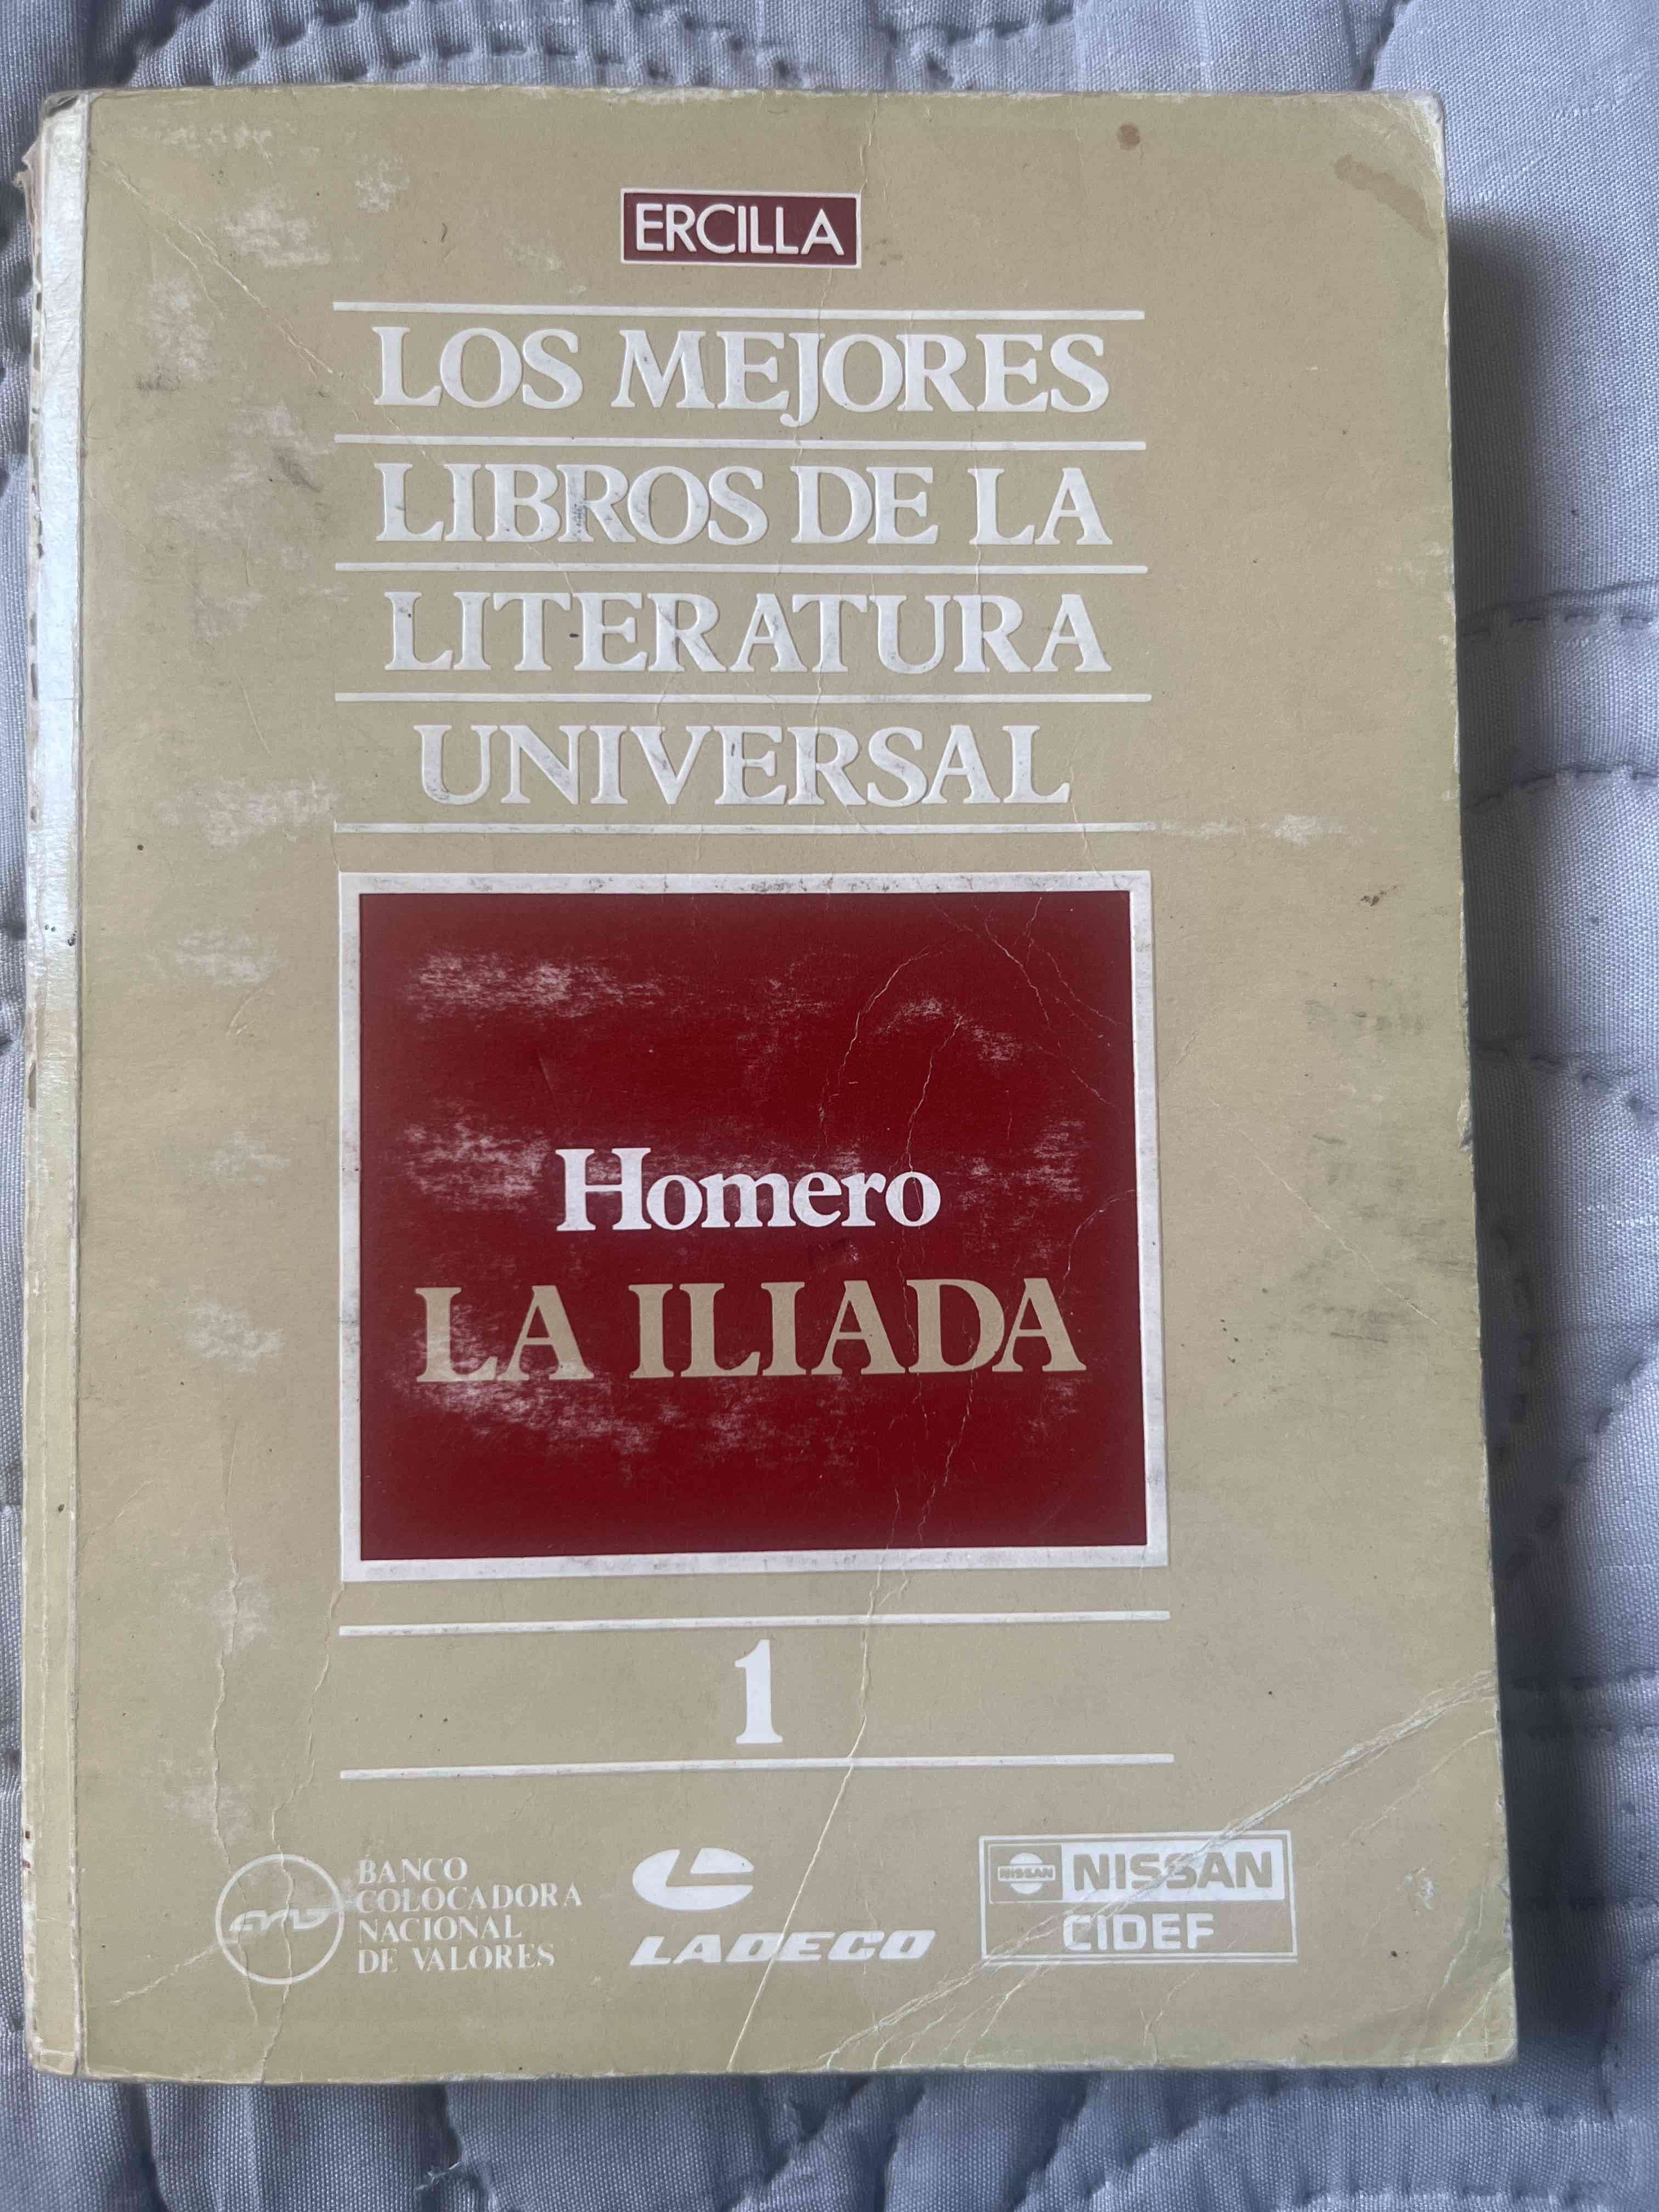 ERCILLA
LOS MEJORES
LIBROS DE LA
LITERATURA
UNIVERSAL
Homero
LA ILIADA
1
BANCO
COLOCADORA
NACIONAL
DE VALORES
LADECO
NISSAN
NISSAN
CIDEF